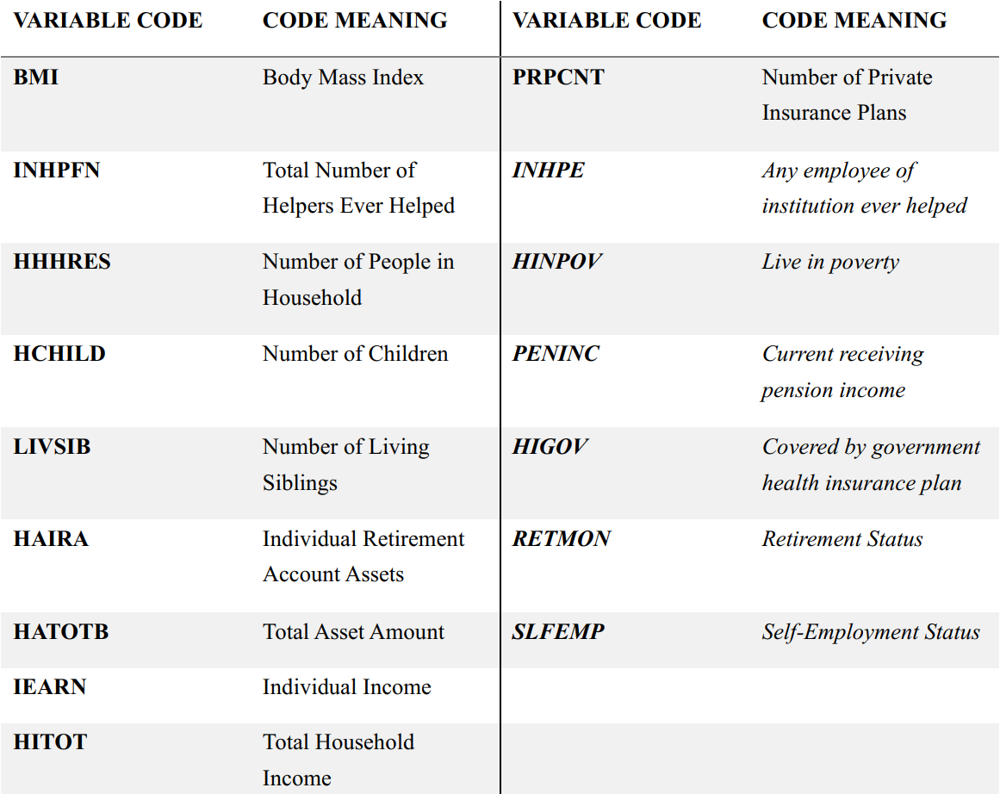 VARIABLE CODE CODE MEANING VARIABLE CODE CODE MEANING
BMI Body Mass Index PRPCNT Number of Private
Insurance Plans
INHPFN Total Number of INHPE Any employee of
Helpers Ever Helped institution ever helped
HHHRES Number of People in HINPOV Live in poverty
Household
HCHILD Number of Children PENINC Current receiving
pension income
LIVSIB Number of Living HIGOV Covered by government
Siblings health insurance plan
HAIRA Individual Retirement RETMON Retirement Status
Account Assets
HATOTB Total Asset Amount SLFEMP Self-Employment Status
IEARN Individual Income
HITOT Total Household
Income